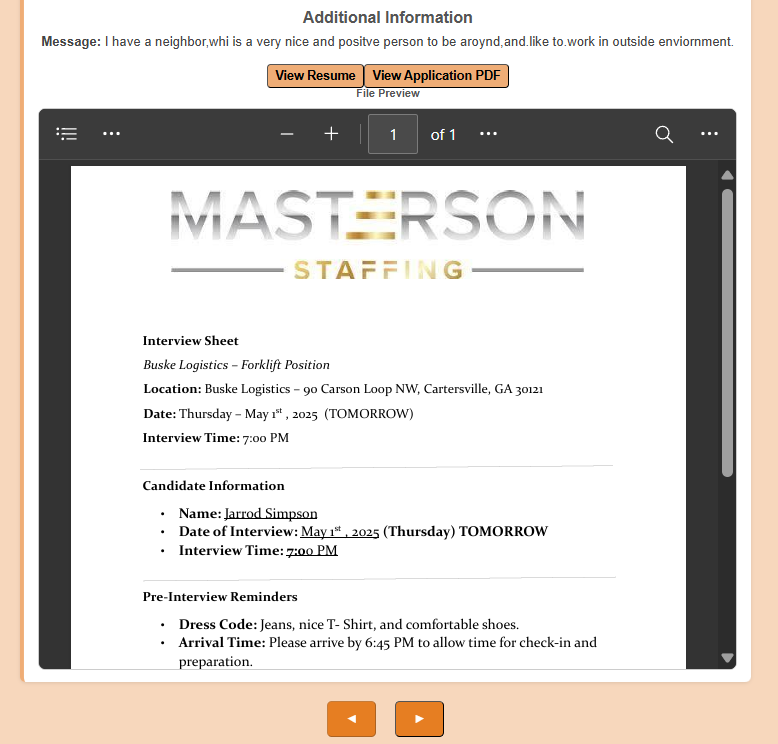 Additional Information
Message: I have a neighbor,whi is a very nice and positve person to be aroynd,and.like to.work in outside enviornment.
View Resume View Application PDF
File Preview
1 of 1
MASTERSON
STAFFING
Interview Sheet
Buske Logistics – Forklift Position
Location: Buske Logistics – 90 Carson Loop NW, Cartersville, GA 30121
Date: Thursday – May 1st , 2025 (TOMORROW)
Interview Time: 7:00 PM
Candidate Information
• Name: Jarrod Simpson
• Date of Interview: May 1st , 2025 (Thursday) TOMORROW
• Interview Time: 7:00 PM
Pre-Interview Reminders
• Dress Code: Jeans, nice T- Shirt, and comfortable shoes.
• Arrival Time: Please arrive by 6:45 PM to allow time for check-in and
preparation.